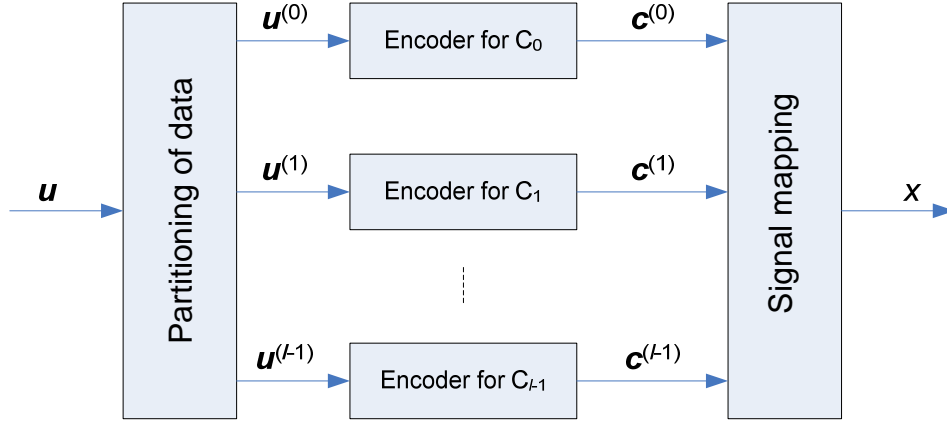 u
Partitioning of data
u(0)
Encoder for C0
c(0)
u(1)
Encoder for C1
c(1)
u(l-1)
Encoder for Cl-1
c(l-1)
Signal mapping
x